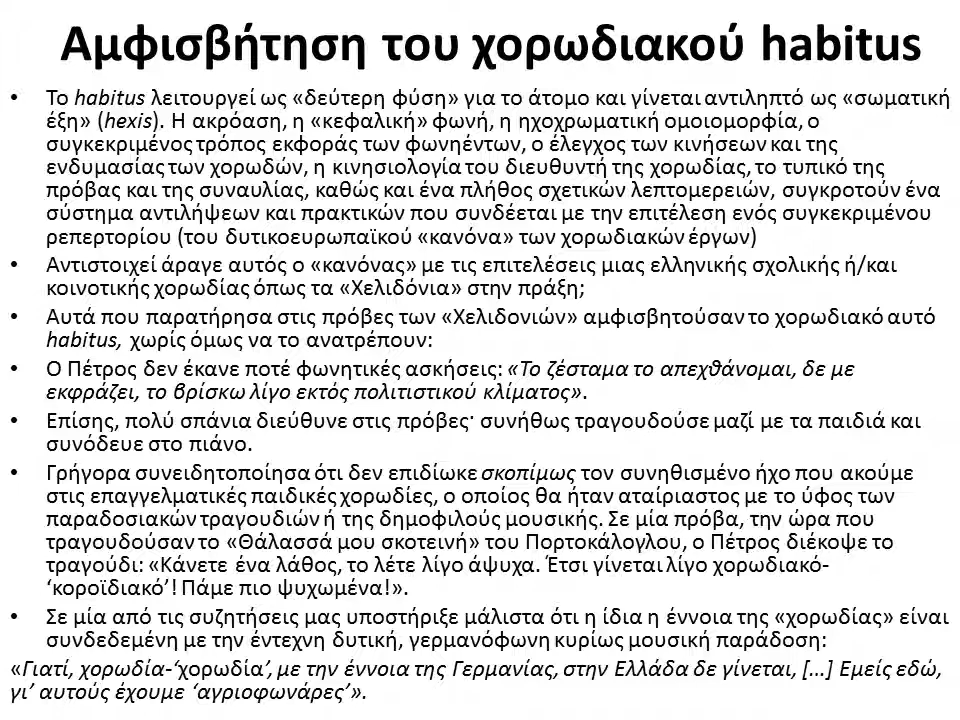 Αμφισβήτηση του χορωδιακού habitus
• Το habitus λειτουργεί ως «δεύτερη φύση» για το άτομο και γίνεται αντιληπτό ως «σωματική
έξη» (hexis). Η ακρόαση, η «κεφαλική» φωνή, η ηχοχρωματική ομοιομορφία, ο
συγκεκριμένος τρόπος εκφοράς των φωνηέντων, ο έλεγχος των κινήσεων και της
ενδυμασίας των χορωδών, η κινησιολογία του διευθυντή της χορωδίας, το τυπικό της
πρόβας και της συναυλίας, καθώς και ένα πλήθος σχετικών λεπτομερειών, συγκροτούν ένα
σύστημα αντιλήψεων και πρακτικών που συνδέεται με την επιτέλεση ενός συγκεκριμένου
ρεπερτορίου (του δυτικοευρωπαϊκού «κανόνα» των χορωδιακών έργων)
• Αντιστοιχεί άραγε αυτός ο «κανόνας» με τις επιτελέσεις μιας ελληνικής σχολικής ή/και
κοινοτικής χορωδίας όπως τα «Χελιδόνια» στην πράξη;
• Αυτά που παρατήρησα στις πρόβες των «Χελιδονιών» αμφισβητούσαν το χορωδιακό αυτό
habitus, χωρίς όμως να το ανατρέπουν:
• Ο Πέτρος δεν έκανε ποτέ φωνητικές ασκήσεις: «Το ζέσταμα το απεχθάνομαι, δε με
εκφράζει, το βρίσκω λίγο εκτός πολιτιστικού κλίματος».
• Επίσης, πολύ σπάνια διεύθυνε στις πρόβες· συνήθως τραγουδούσε μαζί με τα παιδιά και
συνόδευε στο πιάνο.
• Γρήγορα συνειδητοποίησα ότι δεν επιδίωκε σκοπίμως τον συνηθισμένο ήχο που ακούμε
στις επαγγελματικές παιδικές χορωδίες, ο οποίος θα ήταν αταίριαστος με το ύφος των
παραδοσιακών τραγουδιών ή της δημοφιλούς μουσικής. Σε μία πρόβα, την ώρα που
τραγουδούσαν το «Θάλασσά μου σκοτεινή» του Πορτοκάλογλου, ο Πέτρος διέκοψε το
τραγούδι: «Κάνετε ένα λάθος, το λέτε λίγο άψυχα. Έτσι γίνεται λίγο χορωδιακό-
‘κοροϊδιακό’! Πάμε πιο ψυχωμένα!».
• Σε μία από τις συζητήσεις μας υποστήριξε μάλιστα ότι η ίδια η έννοια της «χορωδίας» είναι
συνδεδεμένη με την έντεχνη δυτική, γερμανόφωνη κυρίως μουσική παράδοση:
«Γιατί, χορωδία-‘χορωδία’, με την έννοια της Γερμανίας, στην Ελλάδα δε γίνεται, [...] Εμείς εδώ,
γι’ αυτούς έχουμε ‘αγριοφωνάρες’».